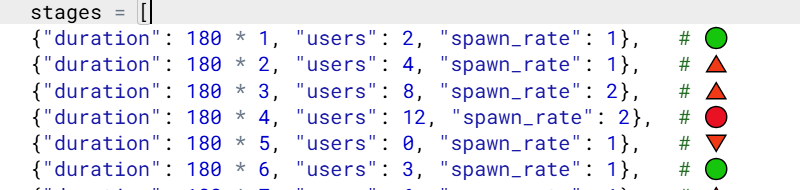 stages = [
{"duration": 180 * 1, "users": 2, "spawn_rate": 1},   # 🟢
{"duration": 180 * 2, "users": 4, "spawn_rate": 1},   # 🔺
{"duration": 180 * 3, "users": 8, "spawn_rate": 2},   # 🔺
{"duration": 180 * 4, "users": 12, "spawn_rate": 2},  # 🔴
{"duration": 180 * 5, "users": 0, "spawn_rate": 1},   # 🔻
{"duration": 180 * 6, "users": 3, "spawn_rate": 1},   # 🟢